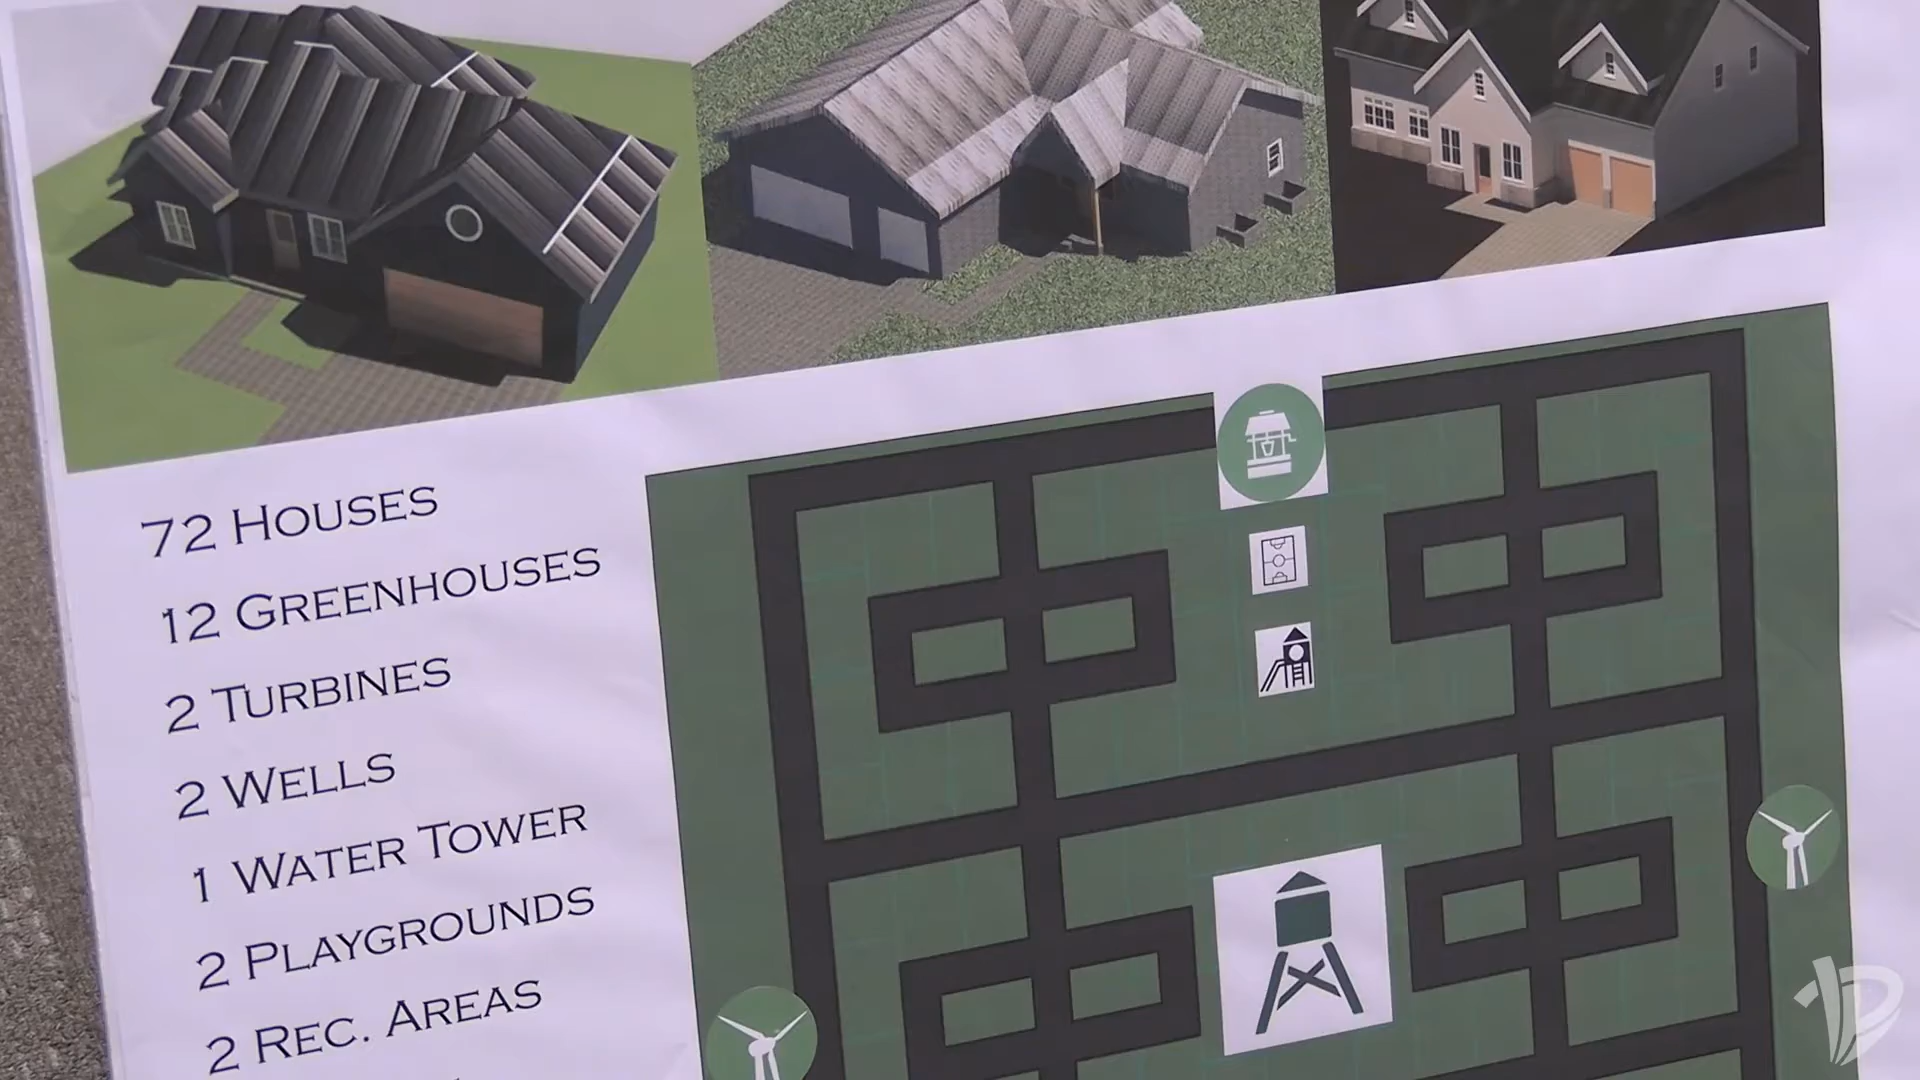 72 HOUSES
12 GREENHOUSES
2 TURBINES
2 WELLS
1 WATER TOWER
2 PLAYGROUNDS
2 REC. AREAS